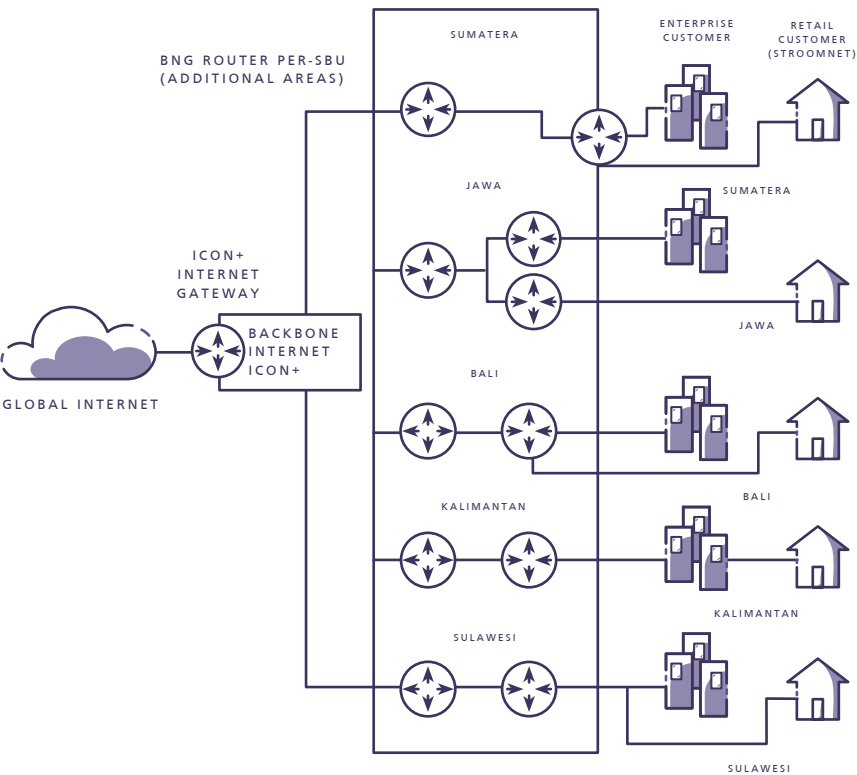 SUMATERA
ENTERPRISE
CUSTOMER
RETAIL
CUSTOMER
(STROOMNET)
BNG ROUTER PER-SBU
(ADDITIONAL AREAS)
JAWA
SUMATERA
ICON+
INTERNET
GATEWAY
BACKBONE
INTERNET
ICON+
JAWA
GLOBAL INTERNET
BALI
BALI
KALIMANTAN
KALIMANTAN
SULAWESI
SULAWESI